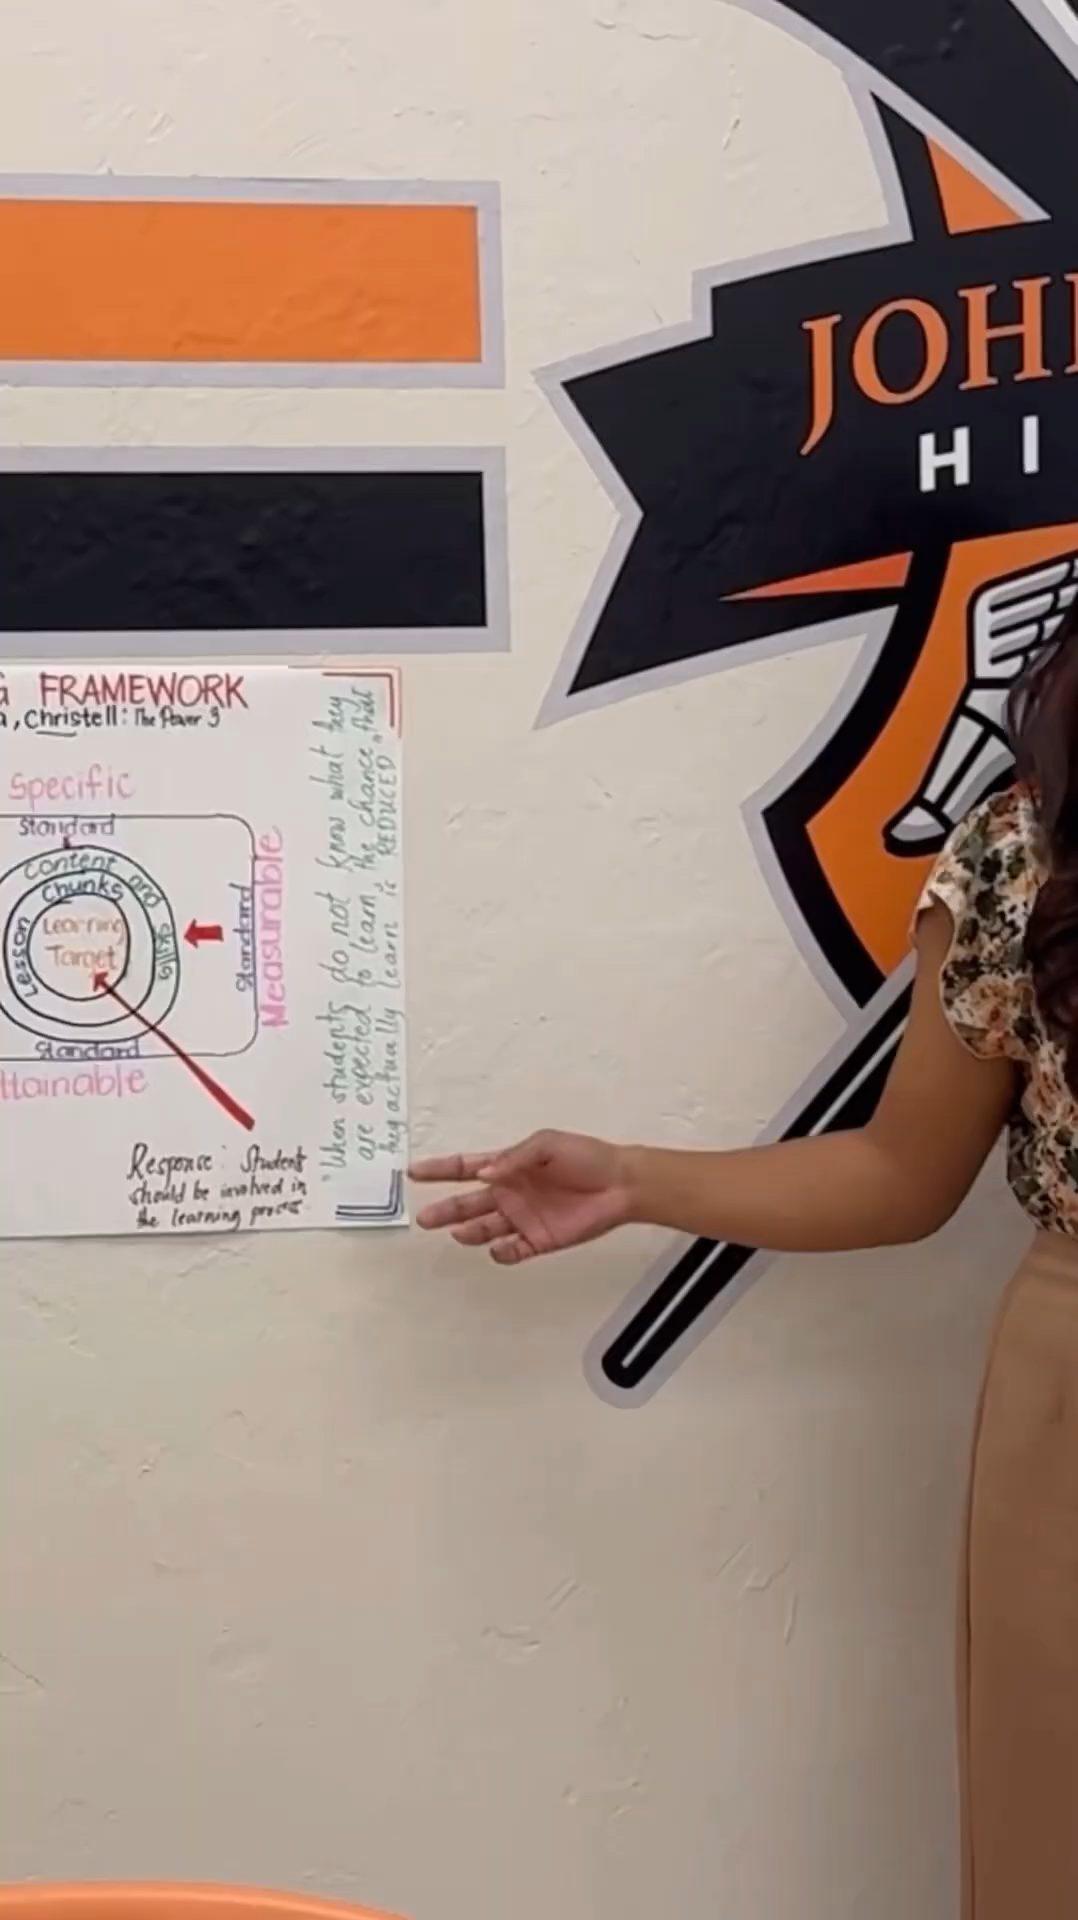 JOH
HI
G FRAMEWORK
a, Christell: The Power 3
Specific
Standard
Content and Skills
Chunks
Lesson
Learning
Target
Standard
Measurable
Standard
ttainable
"When students do not know what they
are expected to learn, the chance that
they actually learn is REDUCED"
Response: Students
should be involved in
the learning process.